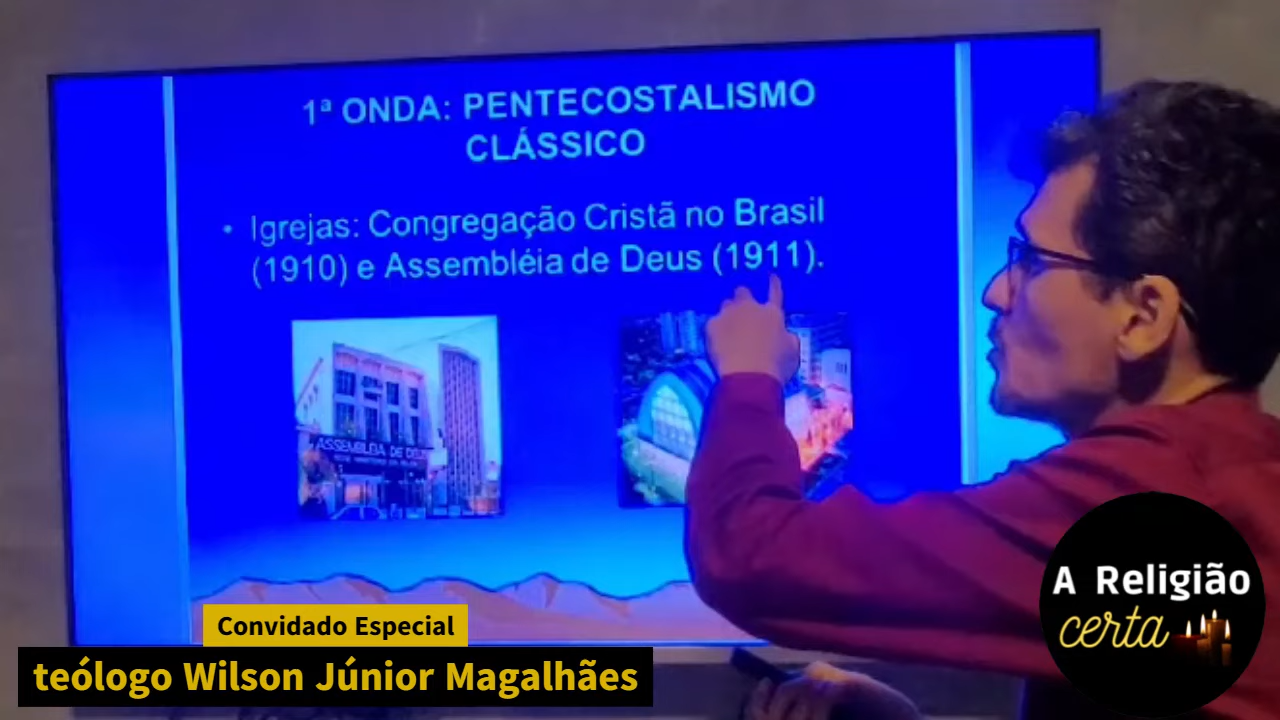 1ª ONDA: PENTECOSTALISMO
CLÁSSICO
• Igrejas: Congregação Cristã no Brasil
(1910) e Assembléia de Deus (1911).
ASSEMBLEIA DE DEUS
Convidado Especial
teólogo Wilson Júnior Magalhães
A Religião
certa